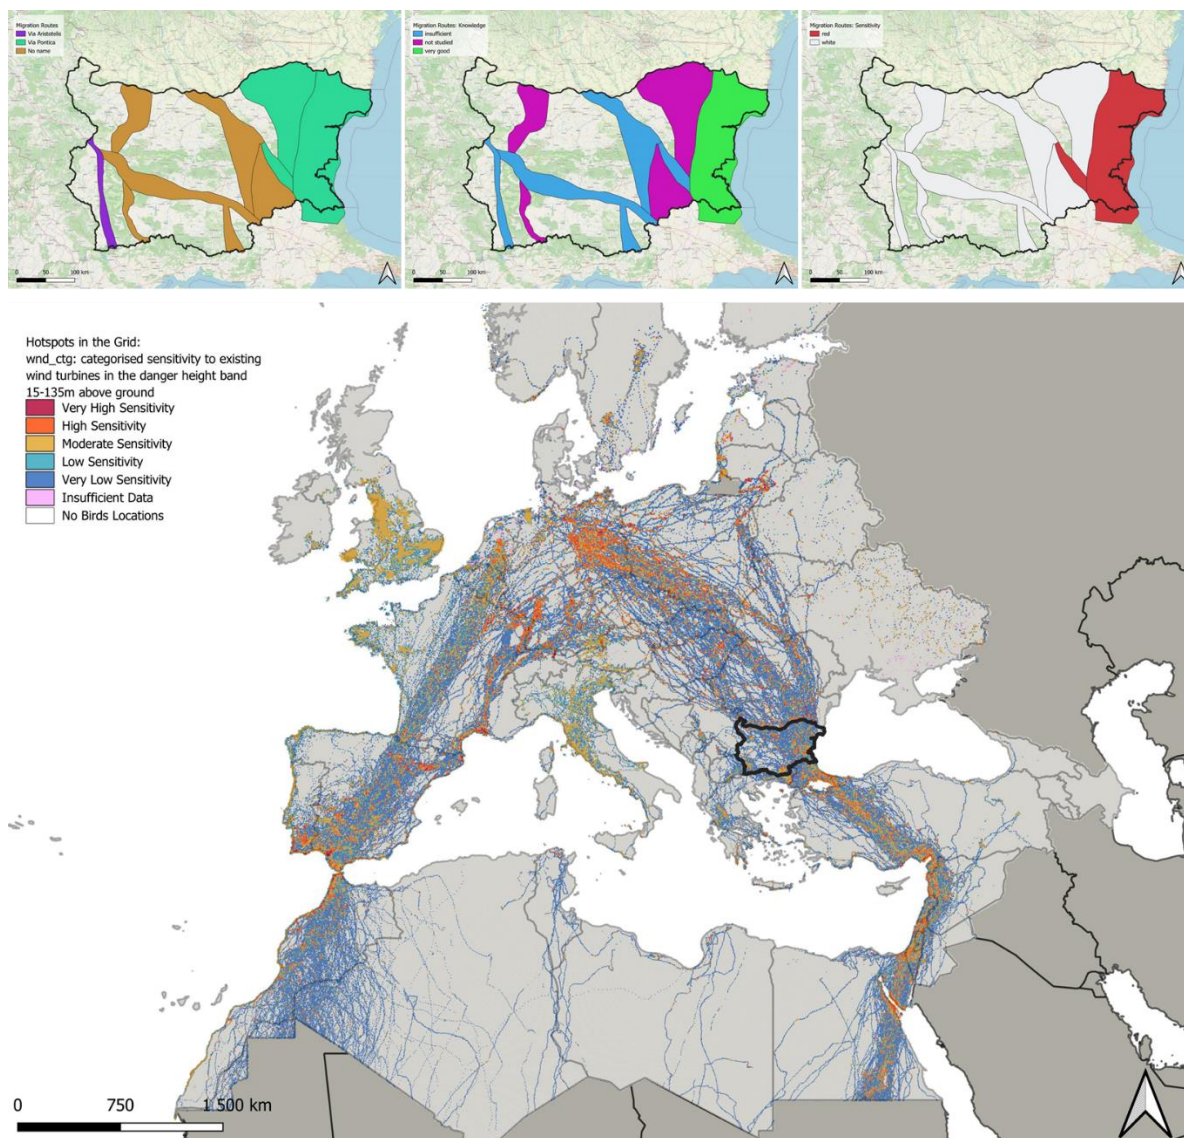 Migration Routes
Via Aristotelis
Via Pontica
No name
0 50 100 km
Migration Routes: Knowledge
insufficient
not studied
very good
0 50 100 km
Migration Routes: Sensitivity
red
white
0 50 100 km
Hotspots in the Grid:
wnd_ctg: categorised sensitivity to existing
wind turbines in the danger height band
15-135m above ground
Very High Sensitivity
High Sensitivity
Moderate Sensitivity
Low Sensitivity
Very Low Sensitivity
Insufficient Data
No Birds Locations
0 750 1 500 km